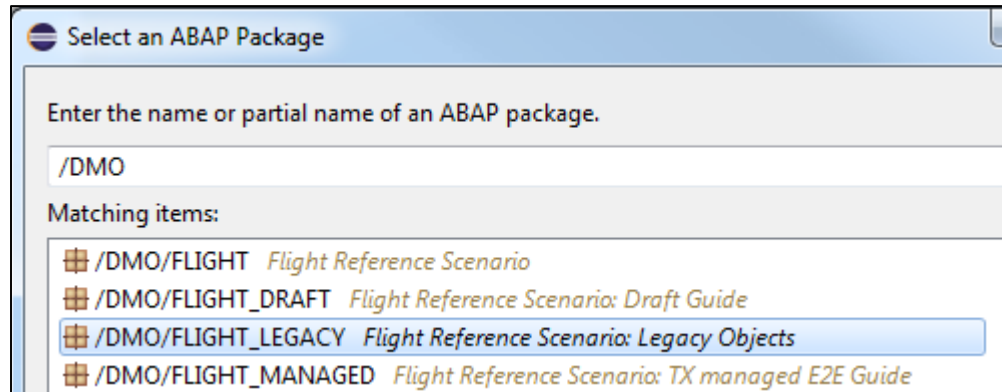 Select an ABAP Package
Enter the name or partial name of an ABAP package.
/DMO
Matching items:
/DMO/FLIGHT Flight Reference Scenario
/DMO/FLIGHT_DRAFT Flight Reference Scenario: Draft Guide
/DMO/FLIGHT_LEGACY Flight Reference Scenario: Legacy Objects
/DMO/FLIGHT_MANAGED Flight Reference Scenario: TX managed E2E Guide